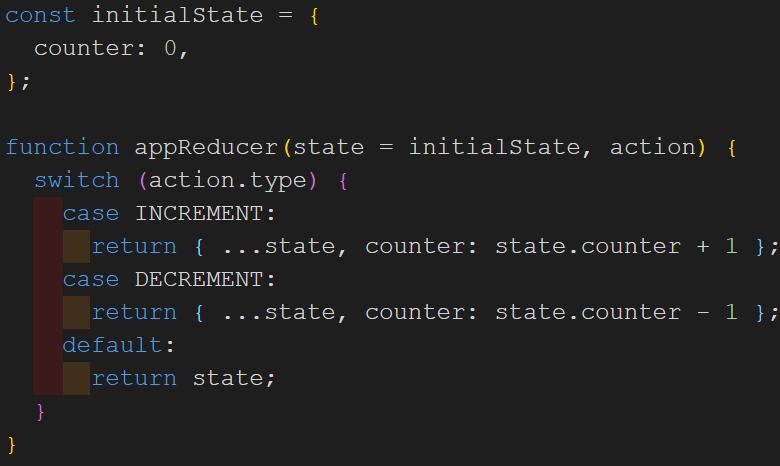 const initialState = {
  counter: 0,
};

function appReducer(state = initialState, action) {
  switch (action.type) {
    case INCREMENT:
      return { ...state, counter: state.counter + 1 };
    case DECREMENT:
      return { ...state, counter: state.counter - 1 };
    default:
      return state;
  }
}